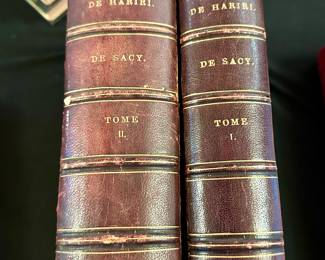 DE HARIRI.
DE SACY.
TOME
II.
DE HARIRI.
DE SACY.
TOME
I.